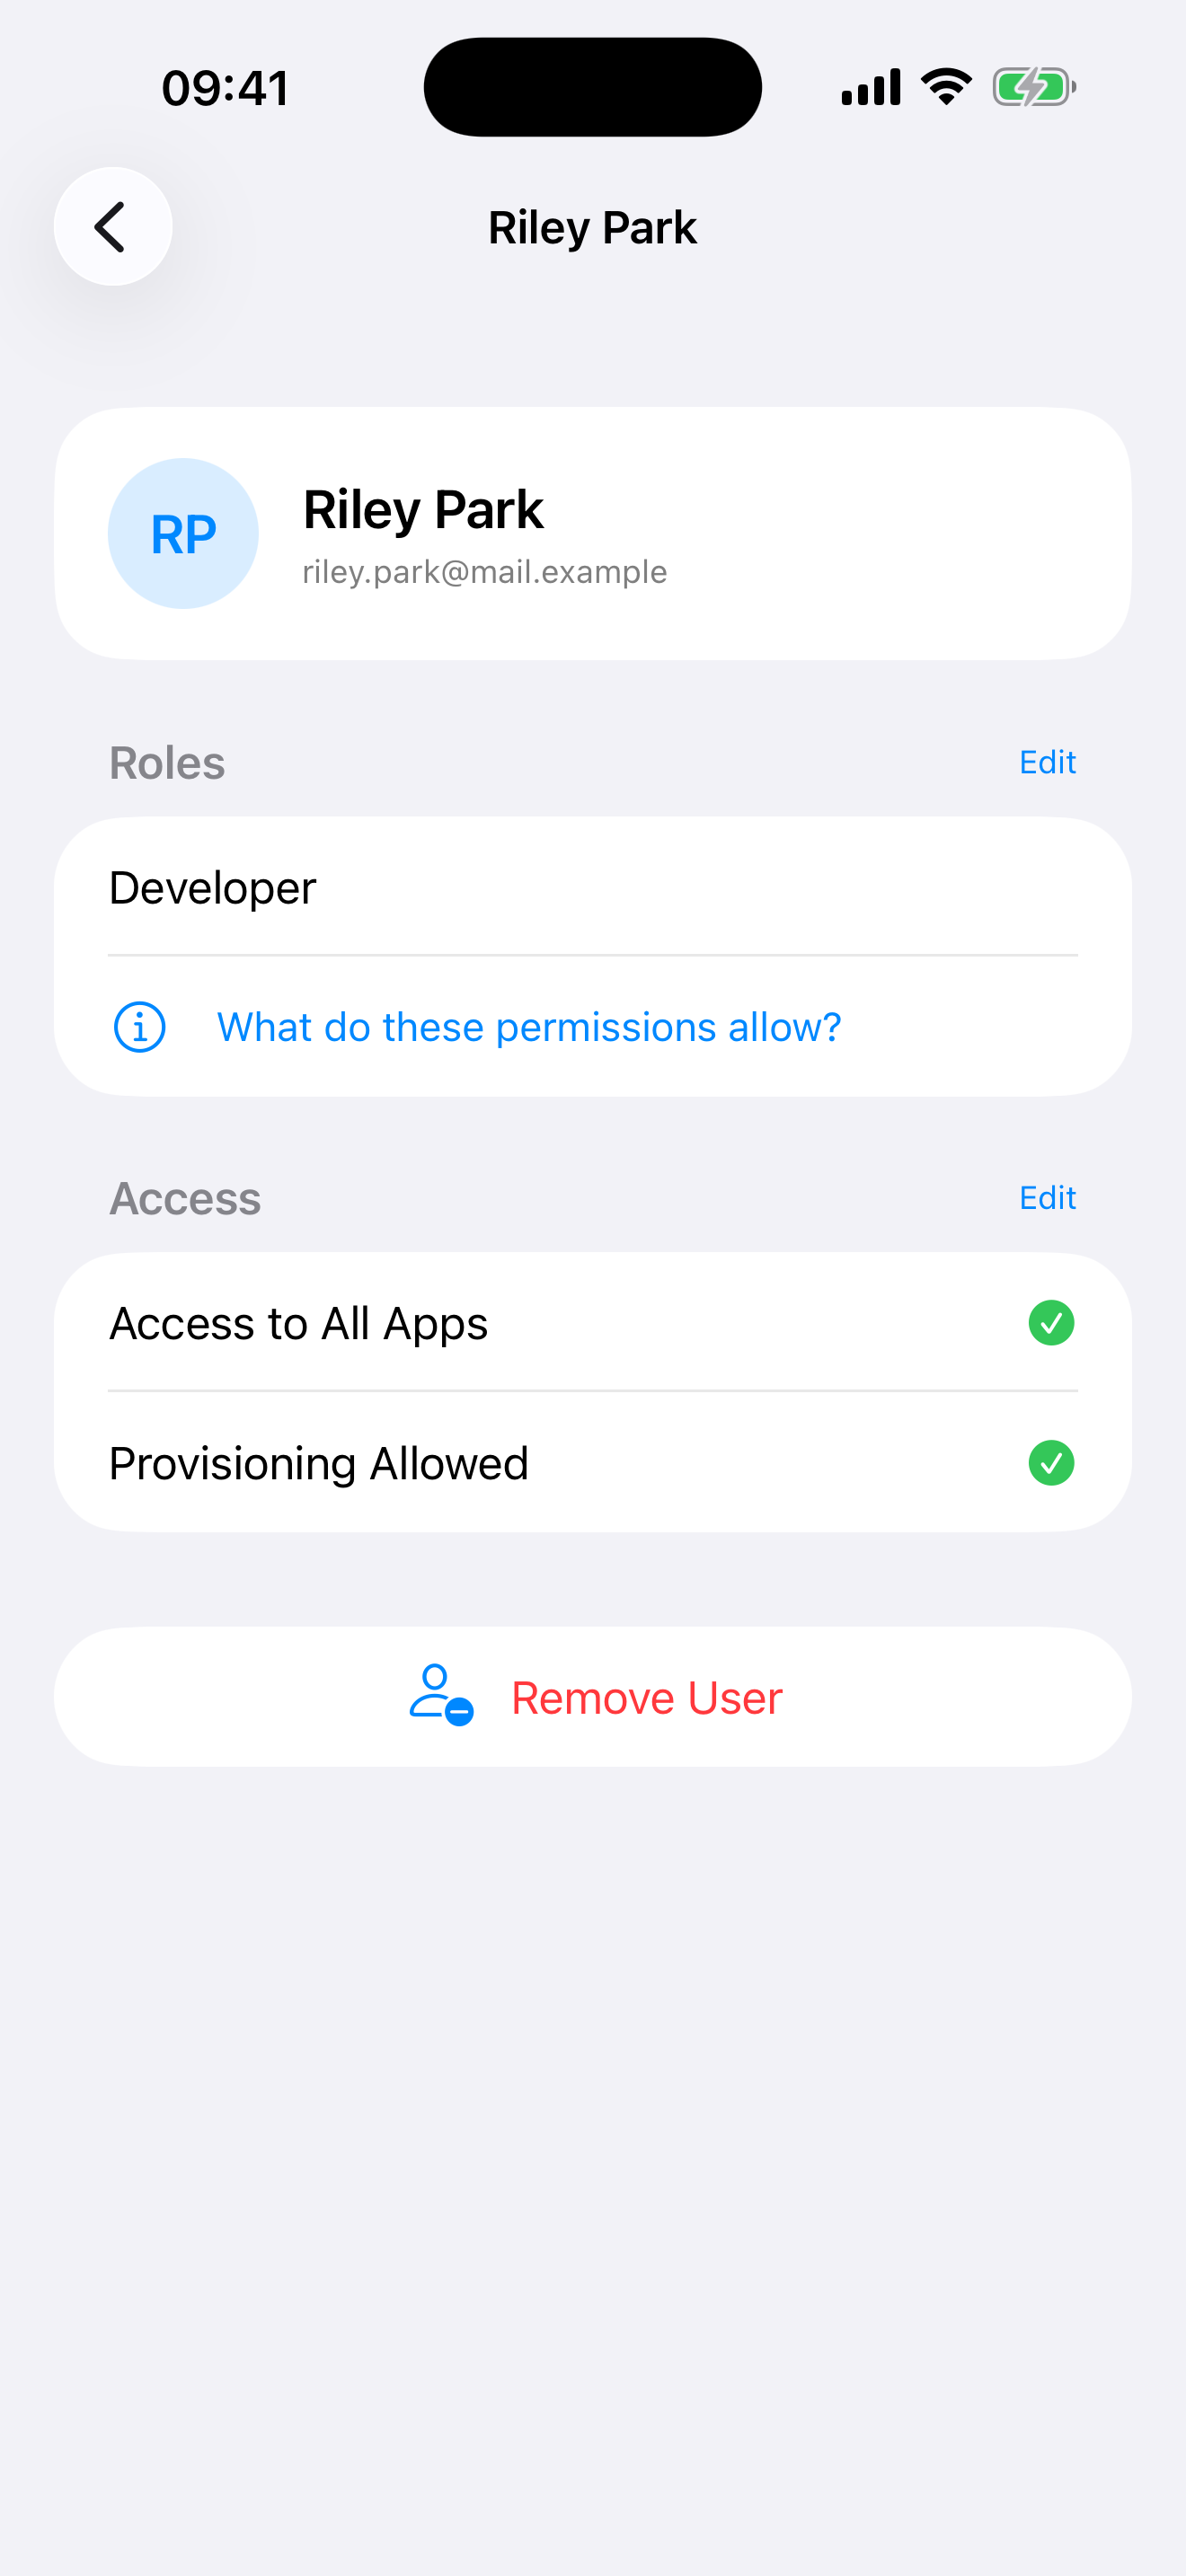 09:41
Riley Park
RP
Riley Park
riley.park@mail.example
Roles
Edit
Developer
What do these permissions allow?
Access
Edit
Access to All Apps
Provisioning Allowed
Remove User